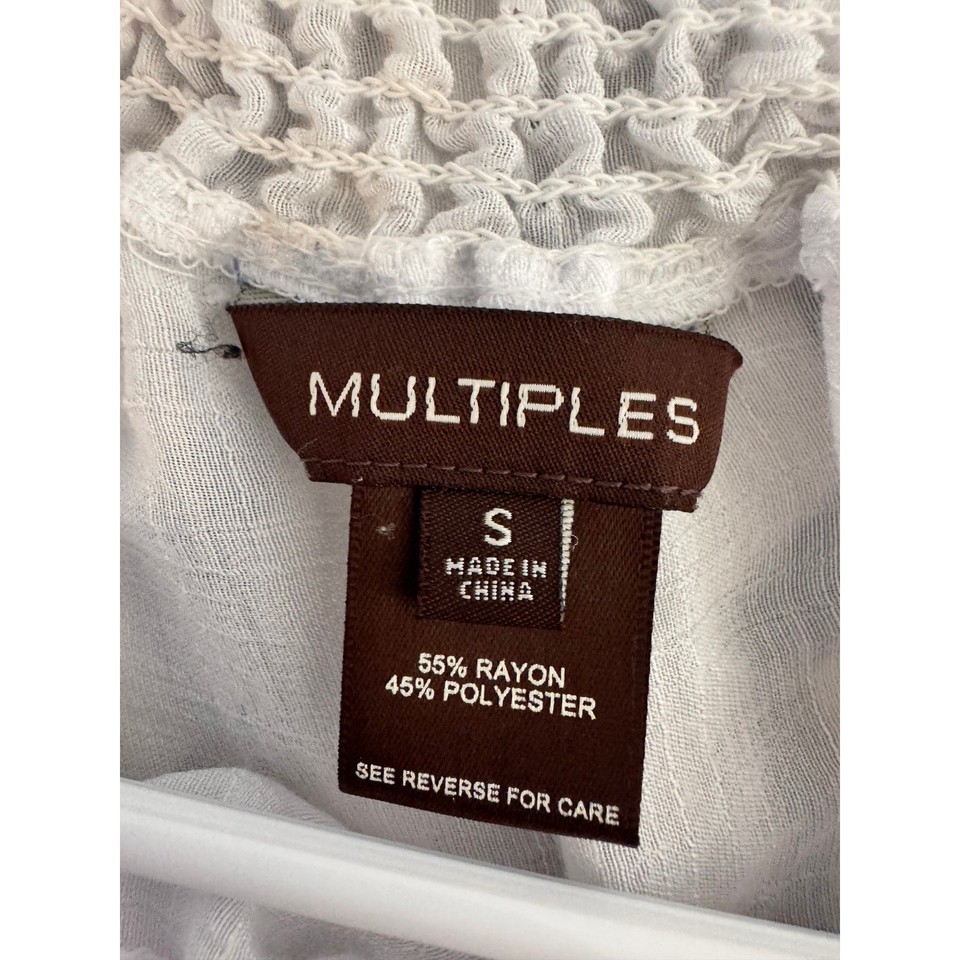 MULTIPLES
S
MADE IN
CHINA
55% RAYON
45% POLYESTER
SEE REVERSE FOR CARE